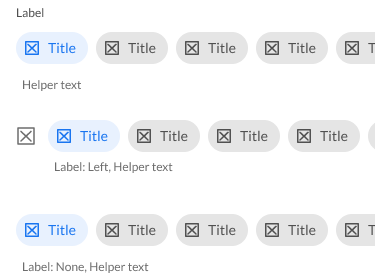 Label
Title Title Title Title T
Helper text
Title Title Title Title
Label: Left, Helper text
Title Title Title Title T
Label: None, Helper text